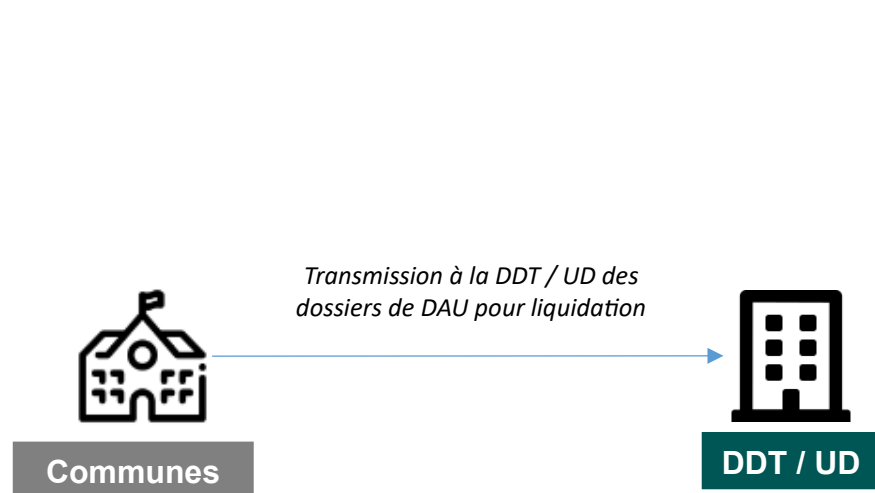 Transmission à la DDT / UD des
dossiers de DAU pour liquidation
Communes
DDT / UD